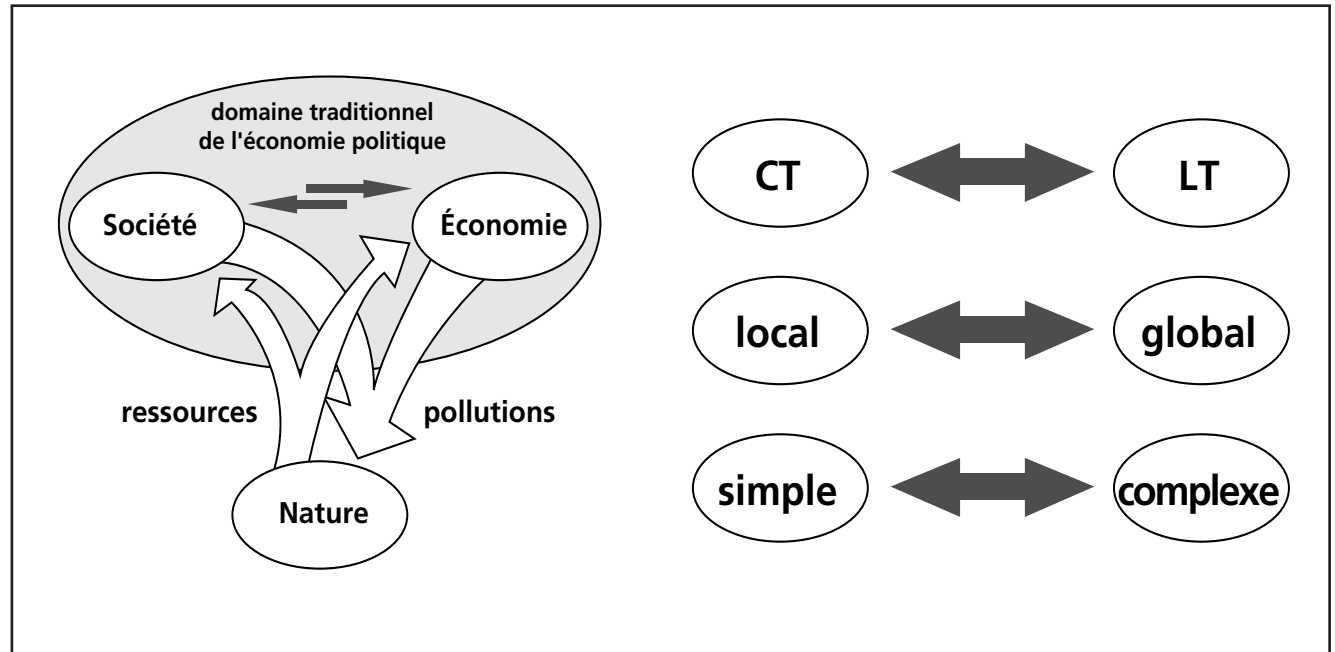 domaine traditionnel
de l'économie politique
Société
Économie
ressources
pollutions
Nature
CT
LT
local
global
simple
complexe